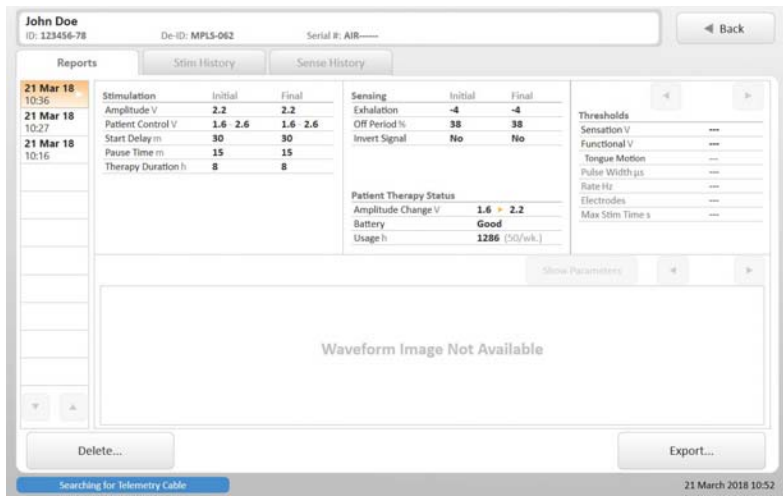 John Doe
ID: 123456-78 De-ID: MPLS-062 Serial #: AIR------
Back
Reports Stim History Sense History
21 Mar 18
10:36
21 Mar 18
10:27
21 Mar 18
10:16
Stimulation Initial Final
Amplitude V 2.2 2.2
Patient Control V 1.6 - 2.6 1.6 - 2.6
Start Delay m 30 30
Pause Time m 15 15
Therapy Duration h 8 8
Sensing Initial Final
Exhalation -4 -4
Off Period % 38 38
Invert Signal No No
Patient Therapy Status
Amplitude Change V 1.6 ▶ 2.2
Battery Good
Usage h 1286 (50/wk.)
Thresholds
Sensation V ---
Functional V ---
Tongue Motion ---
Pulse Width µs ---
Rate Hz ---
Electrodes ---
Max Stim Time s ---
Show Parameters
Waveform Image Not Available
Delete... Export...
Searching for Telemetry Cable 21 March 2018 10:52